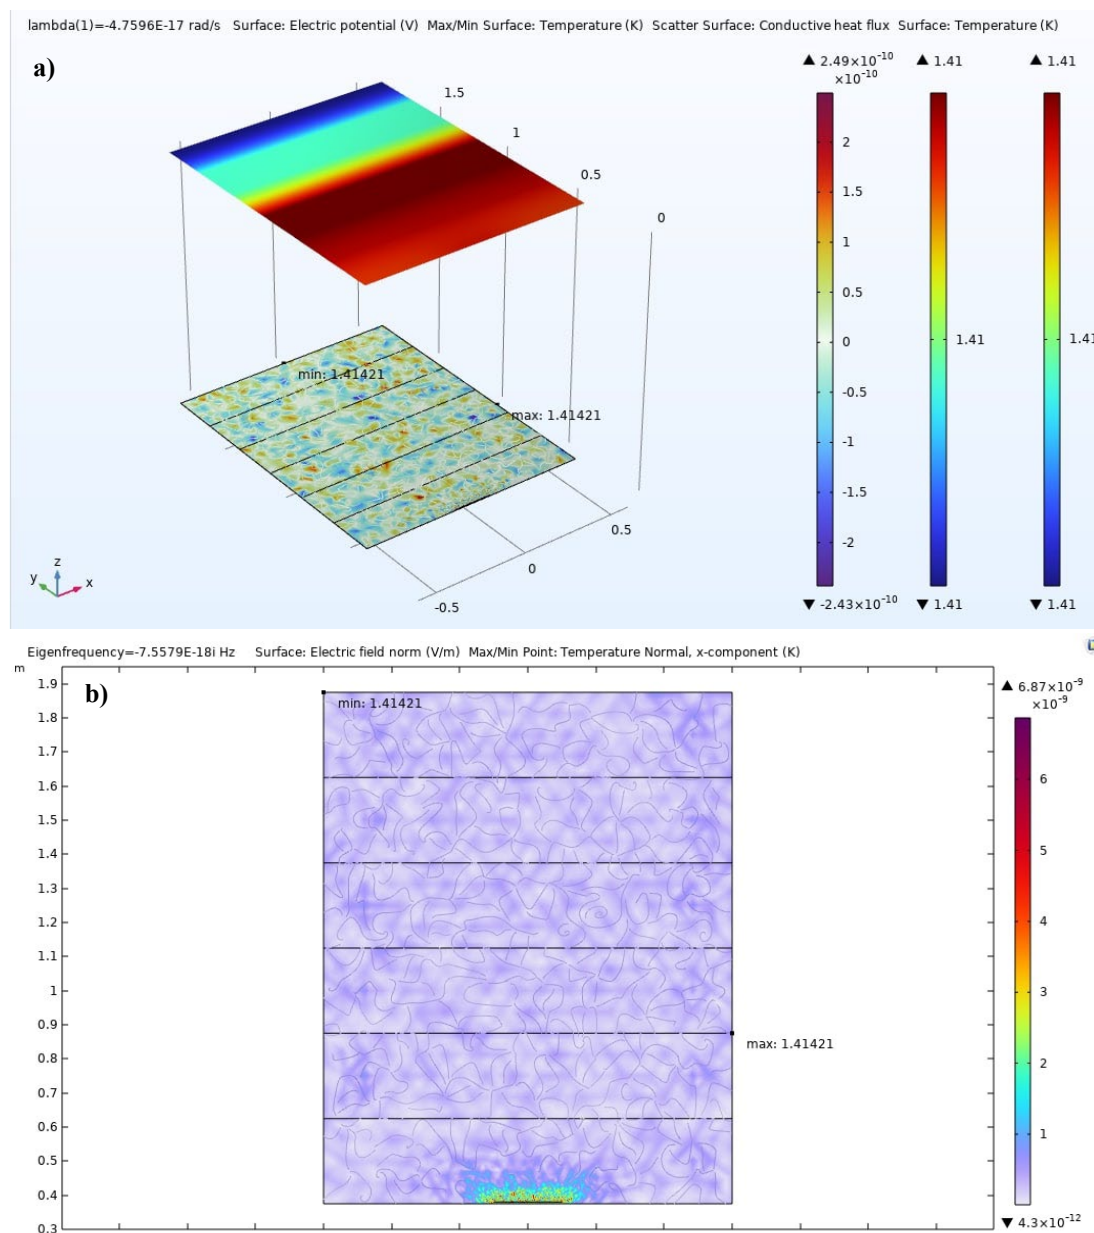 lambda(1)=-4.7596E-17 rad/s Surface: Electric potential (V) Max/Min Surface: Temperature (K) Scatter Surface: Conductive heat flux Surface: Temperature (K)
a)
▲ 2.49×10⁻¹⁰ ▲ 1.41 ▲ 1.41
×10⁻¹⁰
1.5
1
0.5
0
2
1.5
1
0.5
0 1.41 1.41
-0.5
-1
-1.5
-2
▼ -2.43×10⁻¹⁰ ▼ 1.41 ▼ 1.41
min: 1.41421
max: 1.41421
0.5
0
-0.5
z
y
x
Eigenfrequency=-7.5579E-18i Hz Surface: Electric field norm (V/m) Max/Min Point: Temperature Normal, x-component (K)
m
b)
▲ 6.87×10⁻⁹
×10⁻⁹
1.9
1.8
1.7
1.6
1.5
1.4
1.3
1.2
1.1
1
0.9
0.8
0.7
0.6
0.5
0.4
0.3
min: 1.41421
max: 1.41421
6
5
4
3
2
1
▼ 4.3×10⁻¹²